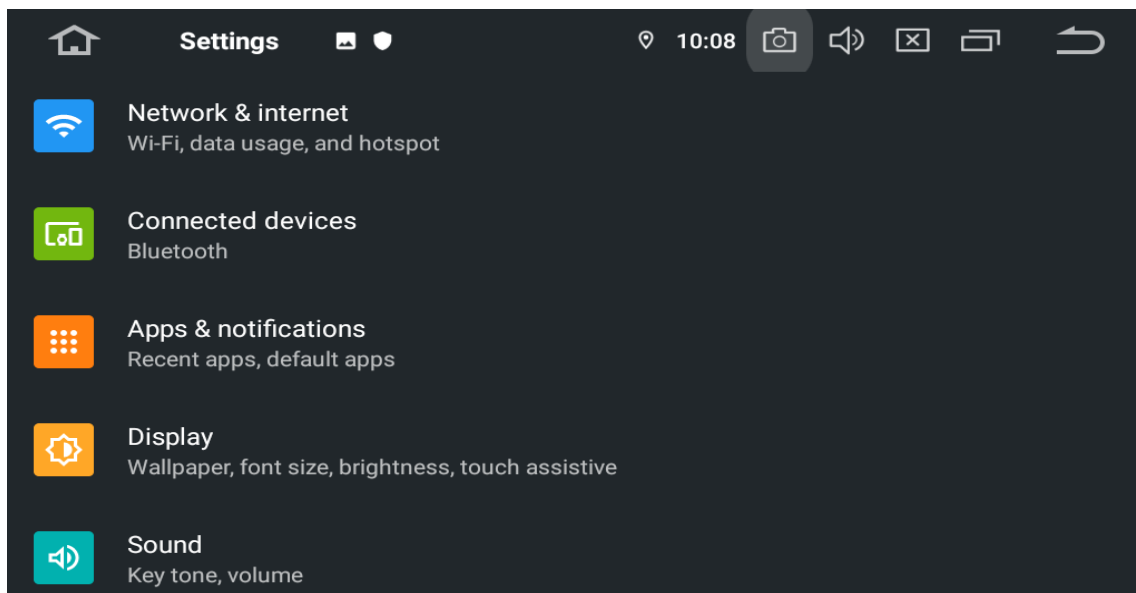 Settings 10:08
Network & internet
Wi-Fi, data usage, and hotspot
Connected devices
Bluetooth
Apps & notifications
Recent apps, default apps
Display
Wallpaper, font size, brightness, touch assistive
Sound
Key tone, volume